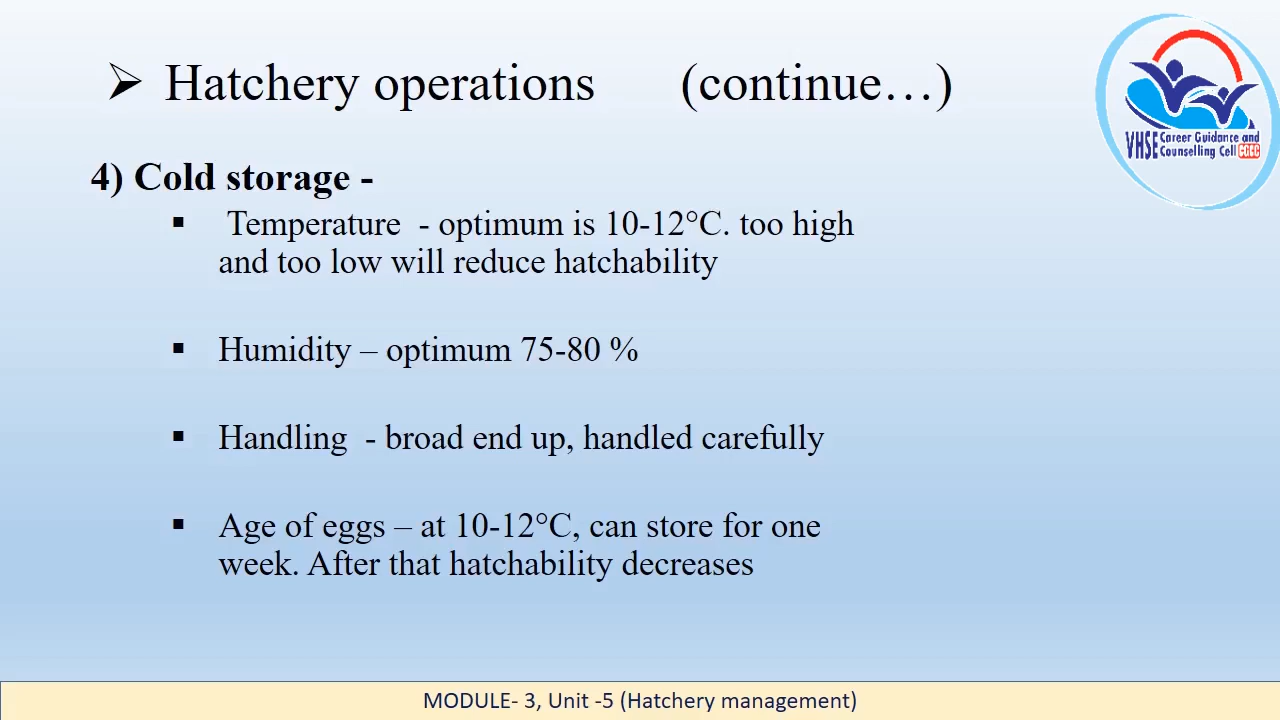 ➢ Hatchery operations (continue…)
4) Cold storage -
▪ Temperature - optimum is 10-12°C. too high
and too low will reduce hatchability
▪ Humidity – optimum 75-80 %
▪ Handling - broad end up, handled carefully
▪ Age of eggs – at 10-12°C, can store for one
week. After that hatchability decreases
VHSE Career Guidance and
Counselling Cell CGCC
MODULE- 3, Unit -5 (Hatchery management)